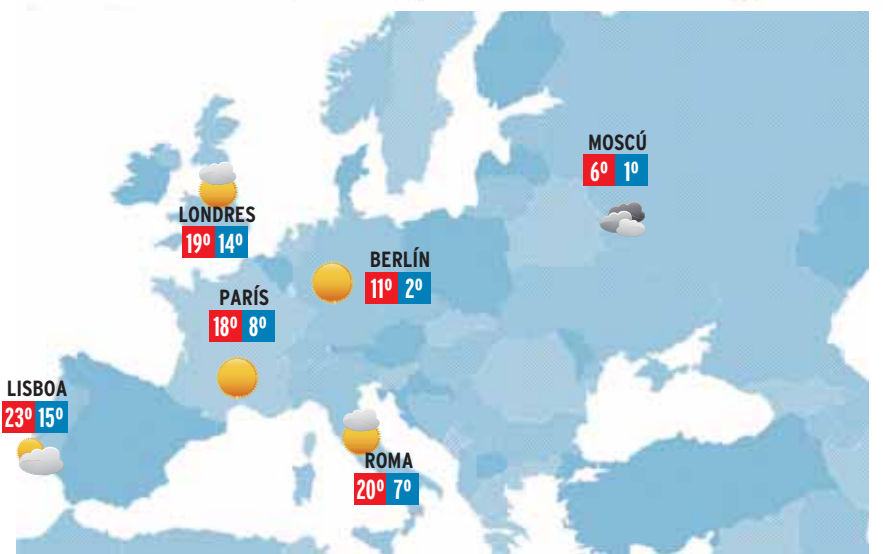 MOSCÚ
6º 1º
LONDRES
19º 14º
BERLÍN
11º 2º
PARÍS
18º 8º
LISBOA
23º 15º
ROMA
20º 7º